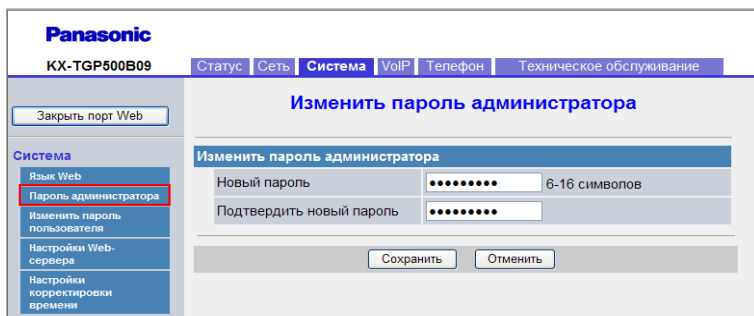 Panasonic
KX-TGP500B09
Статус Сеть Система VoIP Телефон Техническое обслуживание
Закрыть порт Web
Изменить пароль администратора
Система
Язык Web
Пароль администратора
Изменить пароль
пользователя
Настройки Web-
сервера
Настройки
корректировки
времени
Изменить пароль администратора
Новый пароль ●●●●●●●●● 6-16 символов
Подтвердить новый пароль ●●●●●●●●●
Сохранить Отменить